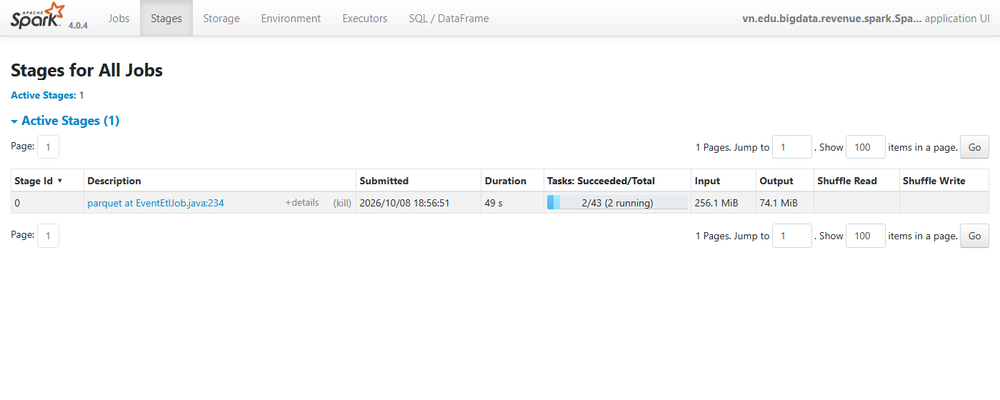 APACHE Spark 4.0.4 Jobs Stages Storage Environment Executors SQL / DataFrame vn.edu.bigdata.revenue.spark.Spa... application UI
Stages for All Jobs
Active Stages: 1
Active Stages (1)
Page: 1 1 Pages. Jump to 1 . Show 100 items in a page. Go
Stage Id ▾ Description Submitted Duration Tasks: Succeeded/Total Input Output Shuffle Read Shuffle Write
0 parquet at EventEtlJob.java:234 +details (kill) 2026/10/08 18:56:51 49 s 2/43 (2 running) 256.1 MiB 74.1 MiB
Page: 1 1 Pages. Jump to 1 . Show 100 items in a page. Go